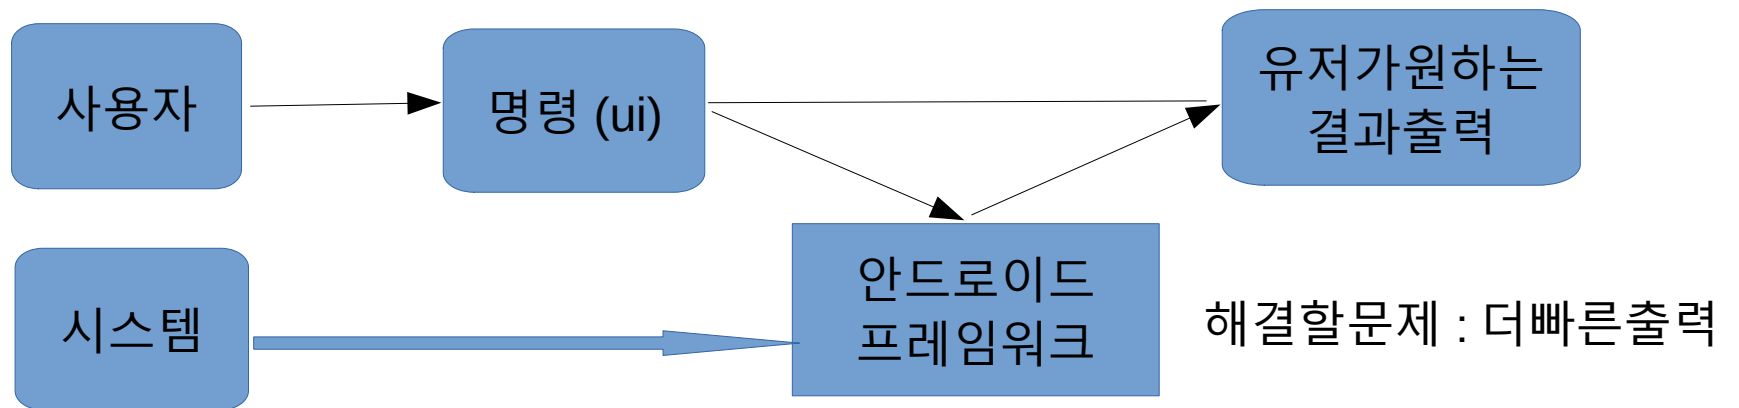 사용자
명령 (ui)
유저가원하는
결과출력
시스템
안드로이드
프레임워크
해결할문제 : 더빠른출력